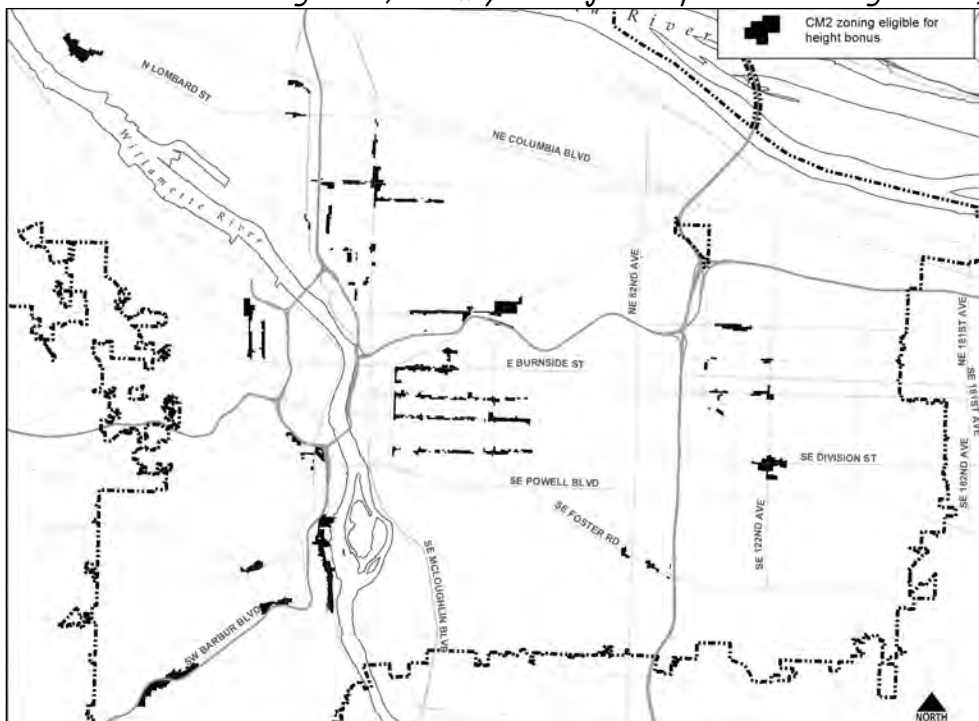 CM2 zoning eligible for
height bonus
River
N LOMBARD ST
NE COLUMBIA BLVD
Willamette River
NE 82ND AVE
NE 181ST AVE
E BURNSIDE ST
SE 181ST AVE
SE DIVISION ST
SE POWELL BLVD
SE 182ND AVE
SE FOSTER RD
SE 122ND AVE
SE MCLOUGHLIN BLVD
SW BARBUR BLVD
NORTH